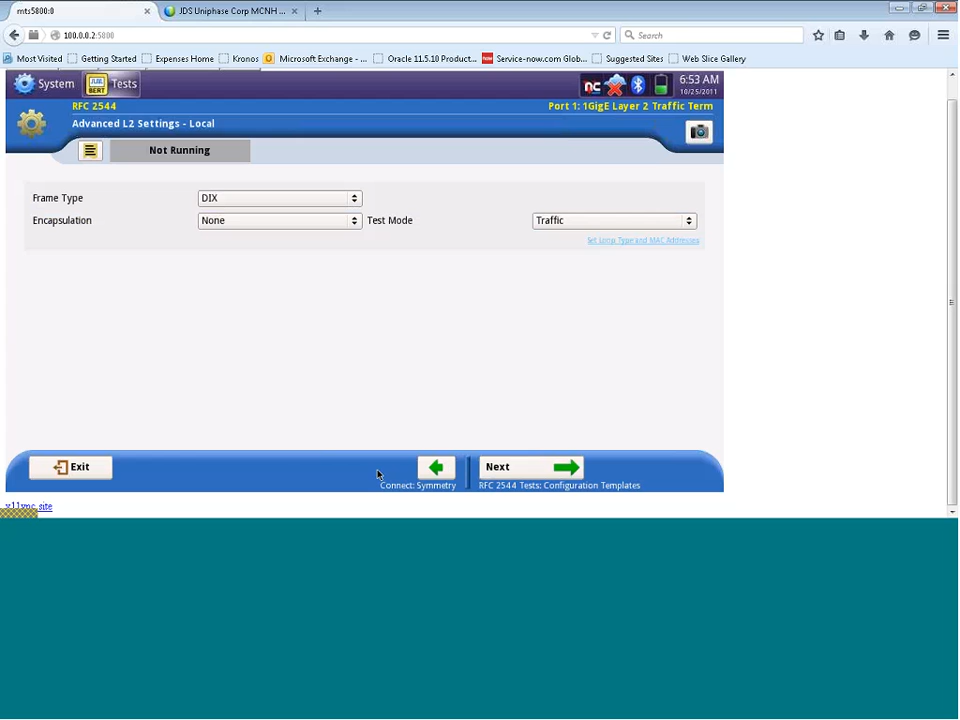 mts5800:0
JDS Uniphase Corp MCNH ...
100.0.0.2:5800
Search
Most Visited Getting Started Expenses Home Kronos Microsoft Exchange - ... Oracle 11.5.10 Product... Service-now.com Glob... Suggested Sites Web Slice Gallery
System Tests
6:53 AM
10/25/2011
RFC 2544
Port 1: 1GigE Layer 2 Traffic Term
Advanced L2 Settings - Local
Not Running
Frame Type DIX
Encapsulation None Test Mode Traffic
Set Loop Type and MAC Addresses
Exit
Next
Connect: Symmetry
RFC 2544 Tests: Configuration Templates
site